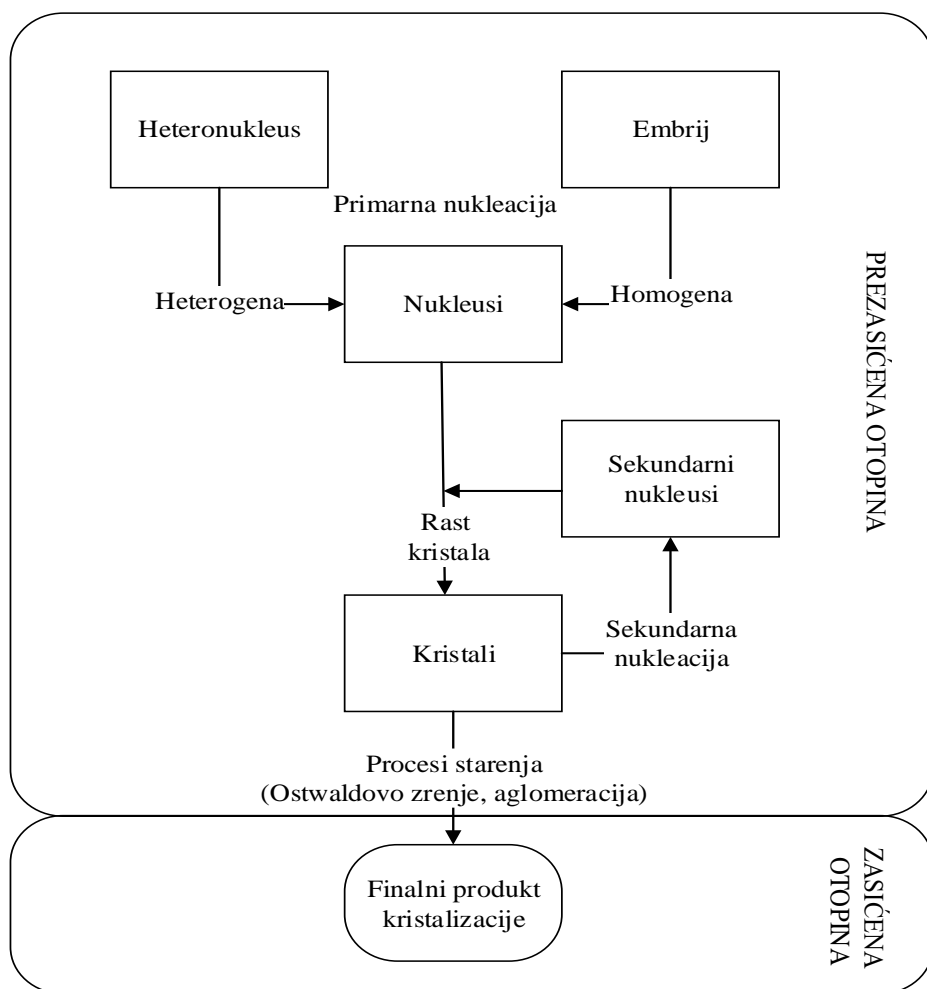 Heteronukleus
Embrij
Primarna nukleacija
Heterogena
Nukleusi
Homogena
Sekundarni
nukleusi
Rast
kristala
Kristali
Sekundarna
nukleacija
Procesi starenja
(Ostwaldovo zrenje, aglomeracija)
PREZASIĆENA OTOPINA
Finalni produkt
kristalizacije
ZASIĆENA
OTOPINA